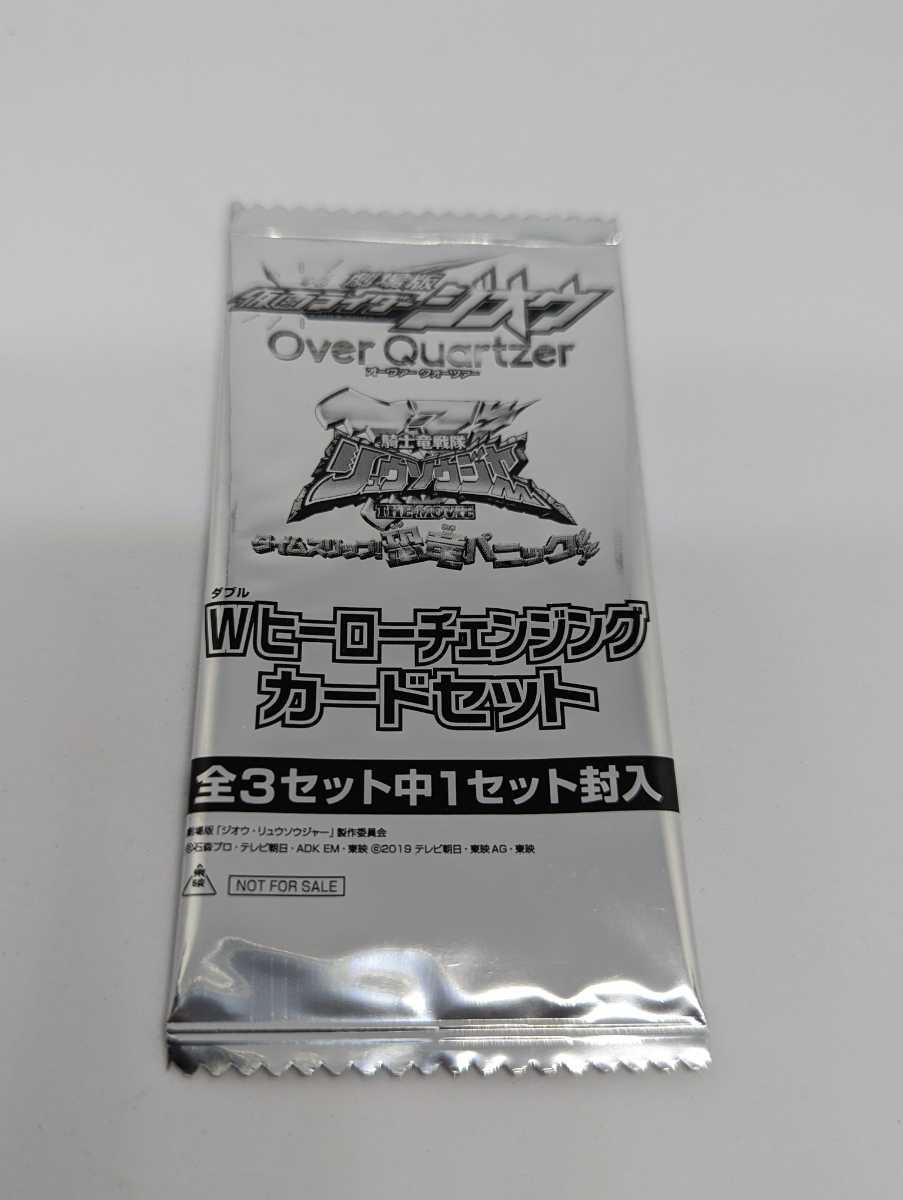 劇場版
仮面ライダージオウ
Over Quartzer
オーヴァークォーツァー
騎士竜戦隊
リュウソウジャー
THE MOVIE
タイムスリップ!恐竜パニック!!
ダブル
Wヒーローチェンジング
カードセット
全3セット中1セット封入
劇場版「ジオウ・リュウソウジャー」製作委員会
©石森プロ・テレビ朝日・ADK EM・東映 ©2019 テレビ朝日・東映AG・東映
東映
NOT FOR SALE